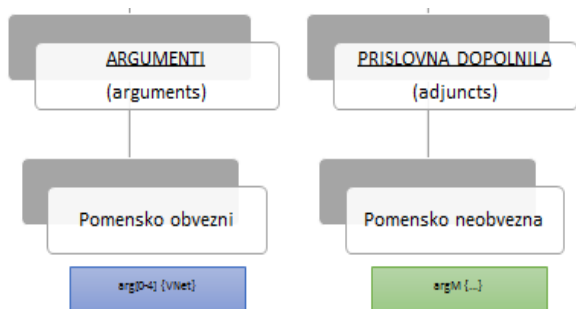 ARGUMENTI
(arguments)
PRISLOVNA DOPOLNILA
(adjuncts)
Pomensko obvezni
Pomensko neobvezna
arg[0-4] {VNet}
argM {...}